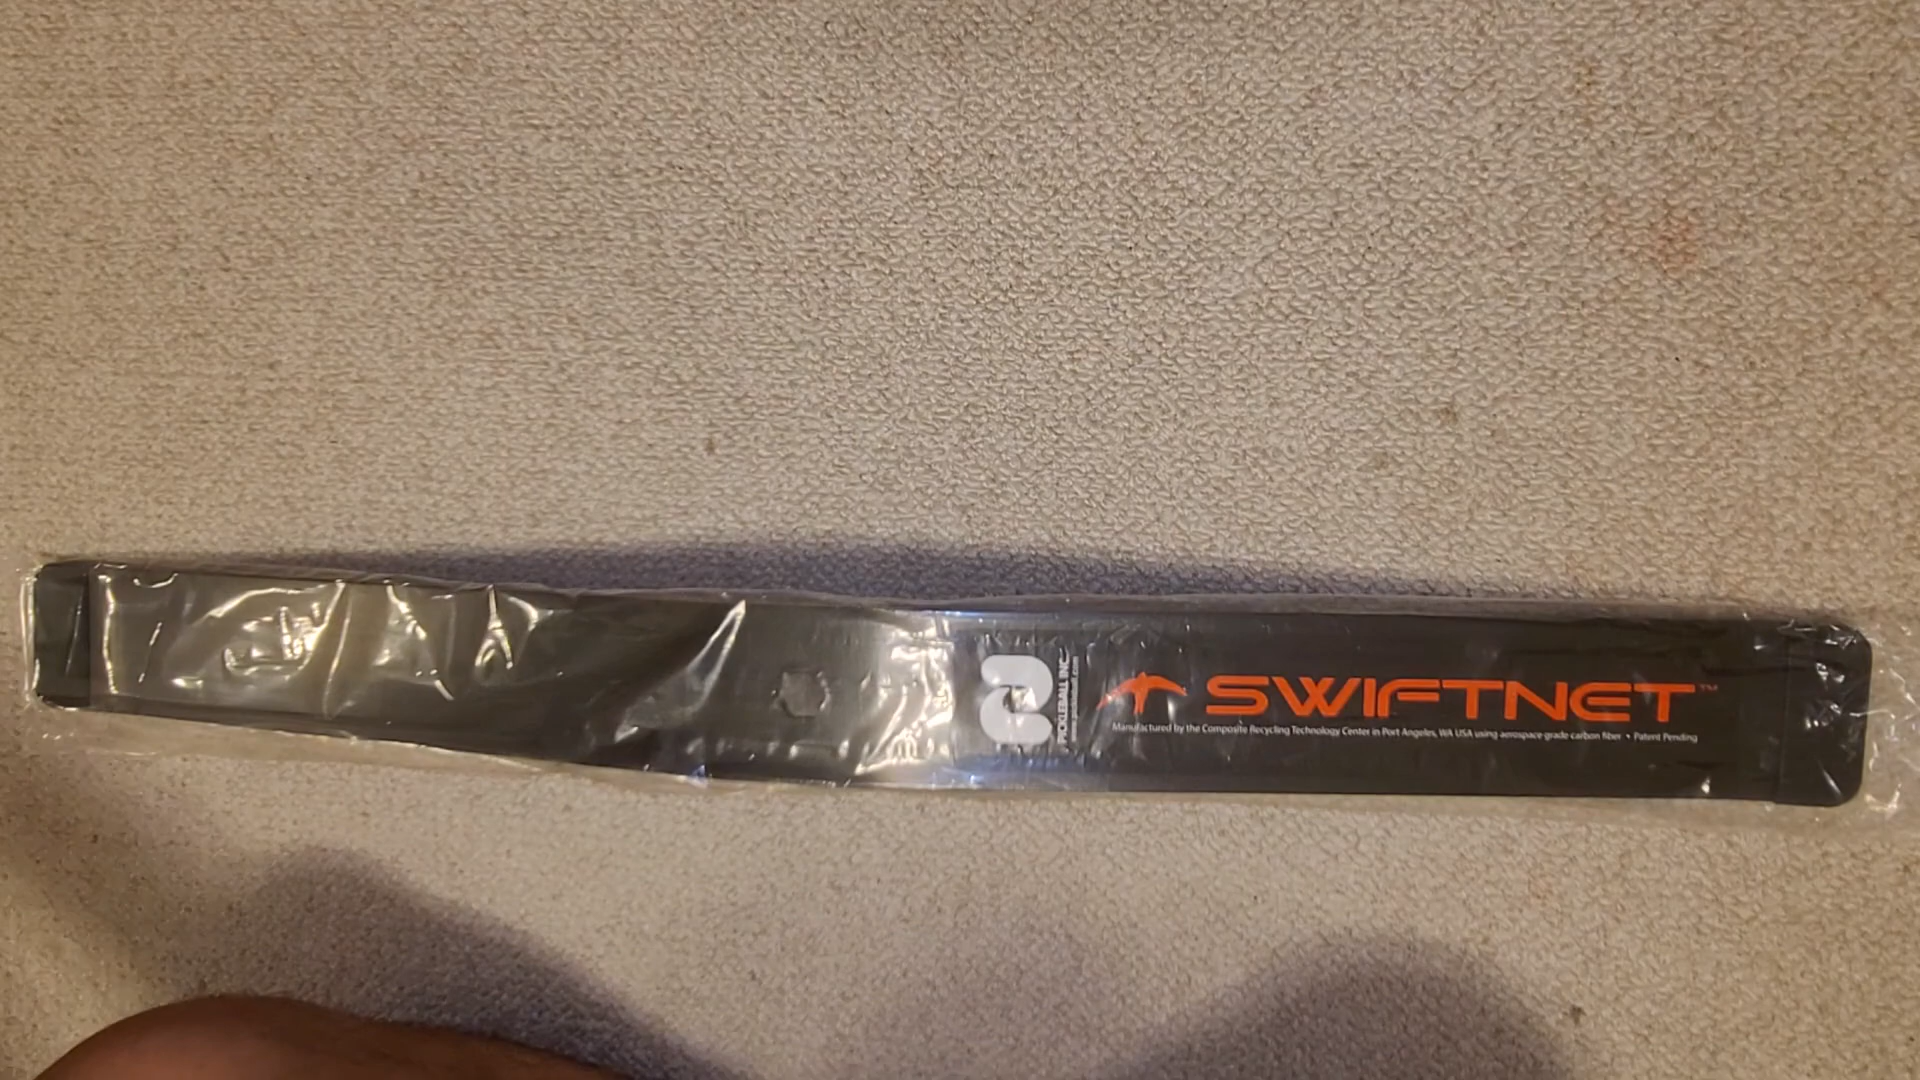 PICKLEBALL INC.
SWIFTNET™
Manufactured by the Composite Recycling Technology Center in Port Angeles, WA USA using aerospace grade carbon fiber • Patent Pending